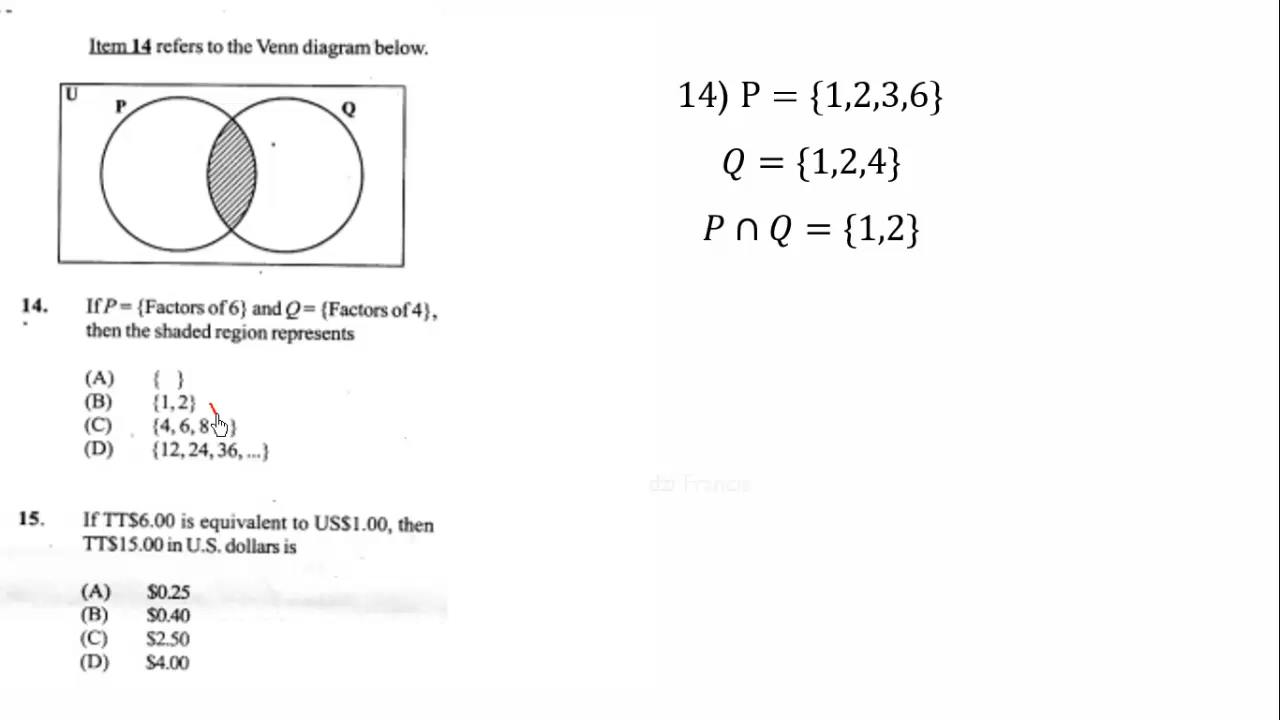 Item 14 refers to the Venn diagram below.
U
P
Q
14. If P = {Factors of 6} and Q = {Factors of 4},
then the shaded region represents
(A) { }
(B) {1, 2}
(C) {4, 6, 8 }
(D) {12, 24, 36, ...}
15. If TT$6.00 is equivalent to US$1.00, then
TT$15.00 in U.S. dollars is
(A) $0.25
(B) $0.40
(C) $2.50
(D) $4.00
14) P = {1,2,3,6}
Q = {1,2,4}
P ∩ Q = {1,2}